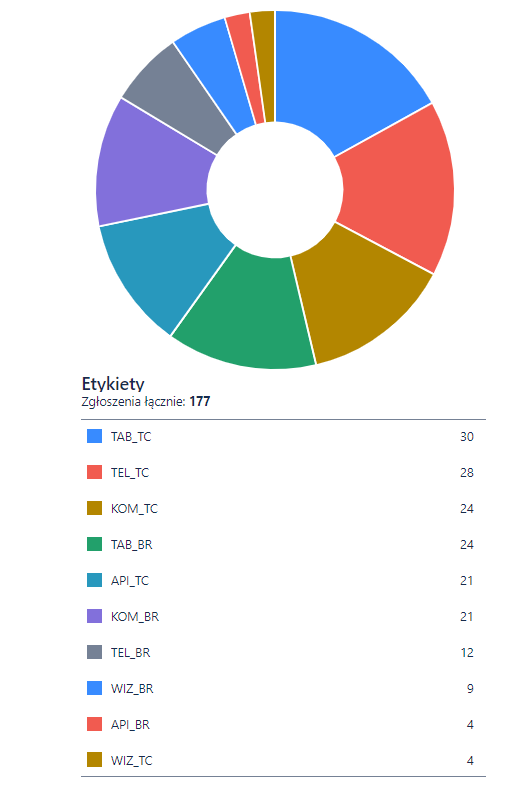 Etykiety
Zgłoszenia łącznie: 177
TAB_TC 30
TEL_TC 28
KOM_TC 24
TAB_BR 24
API_TC 21
KOM_BR 21
TEL_BR 12
WIZ_BR 9
API_BR 4
WIZ_TC 4